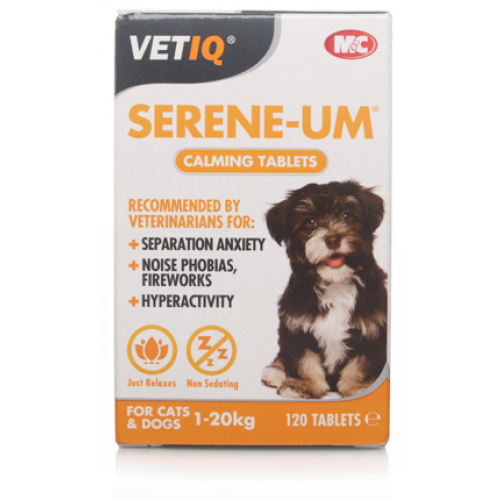 VETIQ®
M&C
SERENE-UM®
CALMING TABLETS
RECOMMENDED BY
VETERINARIANS FOR:
+ SEPARATION ANXIETY
+ NOISE PHOBIAS,
FIREWORKS
+ HYPERACTIVITY
Z Z Z
Just Relaxes
Non Sedating
FOR CATS
& DOGS
1-20kg
120 TABLETS ℮